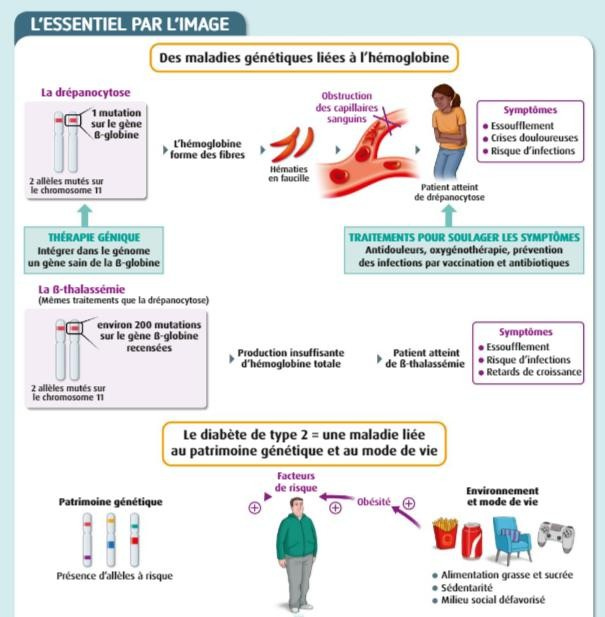 L'ESSENTIEL PAR L'IMAGE
Des maladies génétiques liées à l'hémoglobine
La drépanocytose
1 mutation
sur le gène
ß-globine
2 allèles mutés sur
le chromosome 11
L'hémoglobine
forme des fibres
Hématies
en faucille
Obstruction
des capillaires
sanguins
Patient atteint
de drépanocytose
Symptômes
• Essoufflement
• Crises douloureuses
• Risque d'infections
THÉRAPIE GÉNIQUE
Intégrer dans le génome
un gène sain de la ß-globine
TRAITEMENTS POUR SOULAGER LES SYMPTÔMES
Antidouleurs, oxygénothérapie, prévention
des infections par vaccination et antibiotiques
La ß-thalassémie
(Mêmes traitements que la drépanocytose)
environ 200 mutations
sur le gène ß-globine
recensées
2 allèles mutés sur
le chromosome 11
Production insuffisante
d'hémoglobine totale
Patient atteint
de ß-thalassémie
Symptômes
• Essoufflement
• Risque d'infections
• Retards de croissance
Le diabète de type 2 = une maladie liée
au patrimoine génétique et au mode de vie
Patrimoine génétique
Présence d'allèles à risque
Facteurs
de risque
Obésité
Environnement
et mode de vie
• Alimentation grasse et sucrée
• Sédentarité
• Milieu social défavorisé